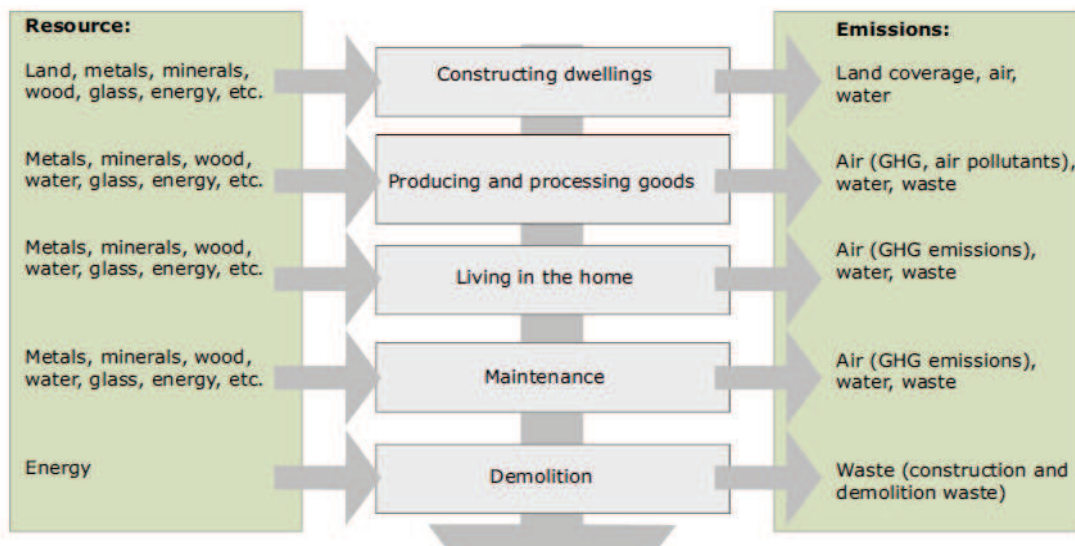 Resource:
Emissions:
Land, metals, minerals,
wood, glass, energy, etc.
Constructing dwellings
Land coverage, air,
water
Metals, minerals, wood,
water, glass, energy, etc.
Producing and processing goods
Air (GHG, air pollutants),
water, waste
Metals, minerals, wood,
water, glass, energy, etc.
Living in the home
Air (GHG emissions),
water, waste
Metals, minerals, wood,
water, glass, energy, etc.
Maintenance
Air (GHG emissions),
water, waste
Energy
Demolition
Waste (construction and
demolition waste)